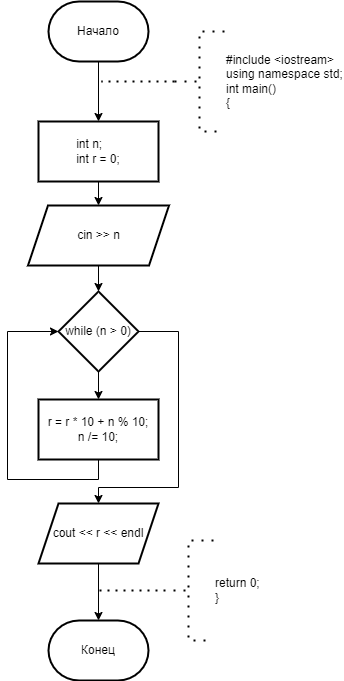 Начало
#include <iostream>
using namespace std;
int main()
{
int n;
int r = 0;
cin >> n
while (n > 0)
r = r * 10 + n % 10;
n /= 10;
cout << r << endl
return 0;
}
Конец